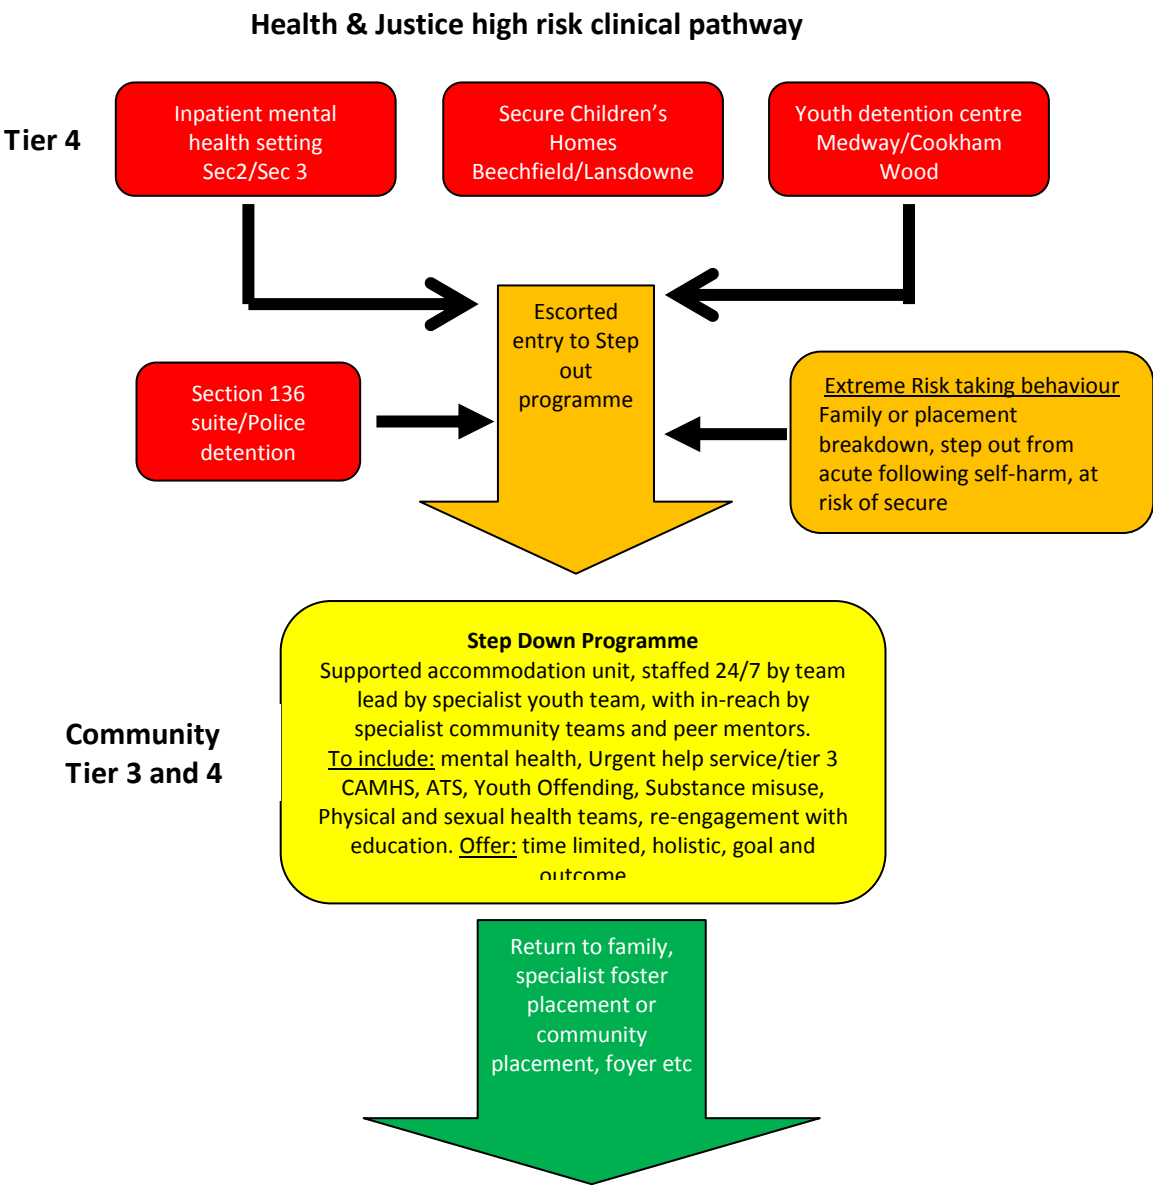 Health & Justice high risk clinical pathway
Tier 4
Inpatient mental
health setting
Sec2/Sec 3
Secure Children’s
Homes
Beechfield/Lansdowne
Youth detention centre
Medway/Cookham
Wood
Escorted
entry to Step
out
programme
Section 136
suite/Police
detention
Extreme Risk taking behaviour
Family or placement
breakdown, step out from
acute following self-harm, at
risk of secure
Community
Tier 3 and 4
Step Down Programme
Supported accommodation unit, staffed 24/7 by team
lead by specialist youth team, with in-reach by
specialist community teams and peer mentors.
To include: mental health, Urgent help service/tier 3
CAMHS, ATS, Youth Offending, Substance misuse,
Physical and sexual health teams, re-engagement with
education. Offer: time limited, holistic, goal and
outcome
Return to family,
specialist foster
placement or
community
placement, foyer etc